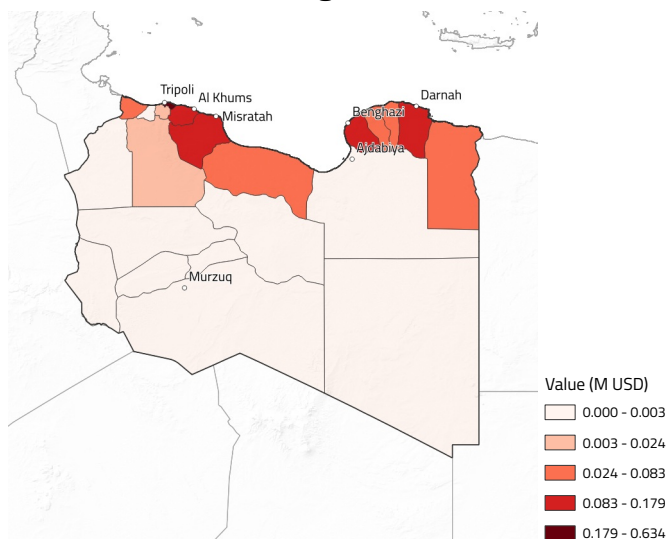 Tripoli
Al Khums
Misratah
Darnah
Benghazi
Ajdabiya
Murzuq
Value (M USD)
0.000 - 0.003
0.003 - 0.024
0.024 - 0.083
0.083 - 0.179
0.179 - 0.634